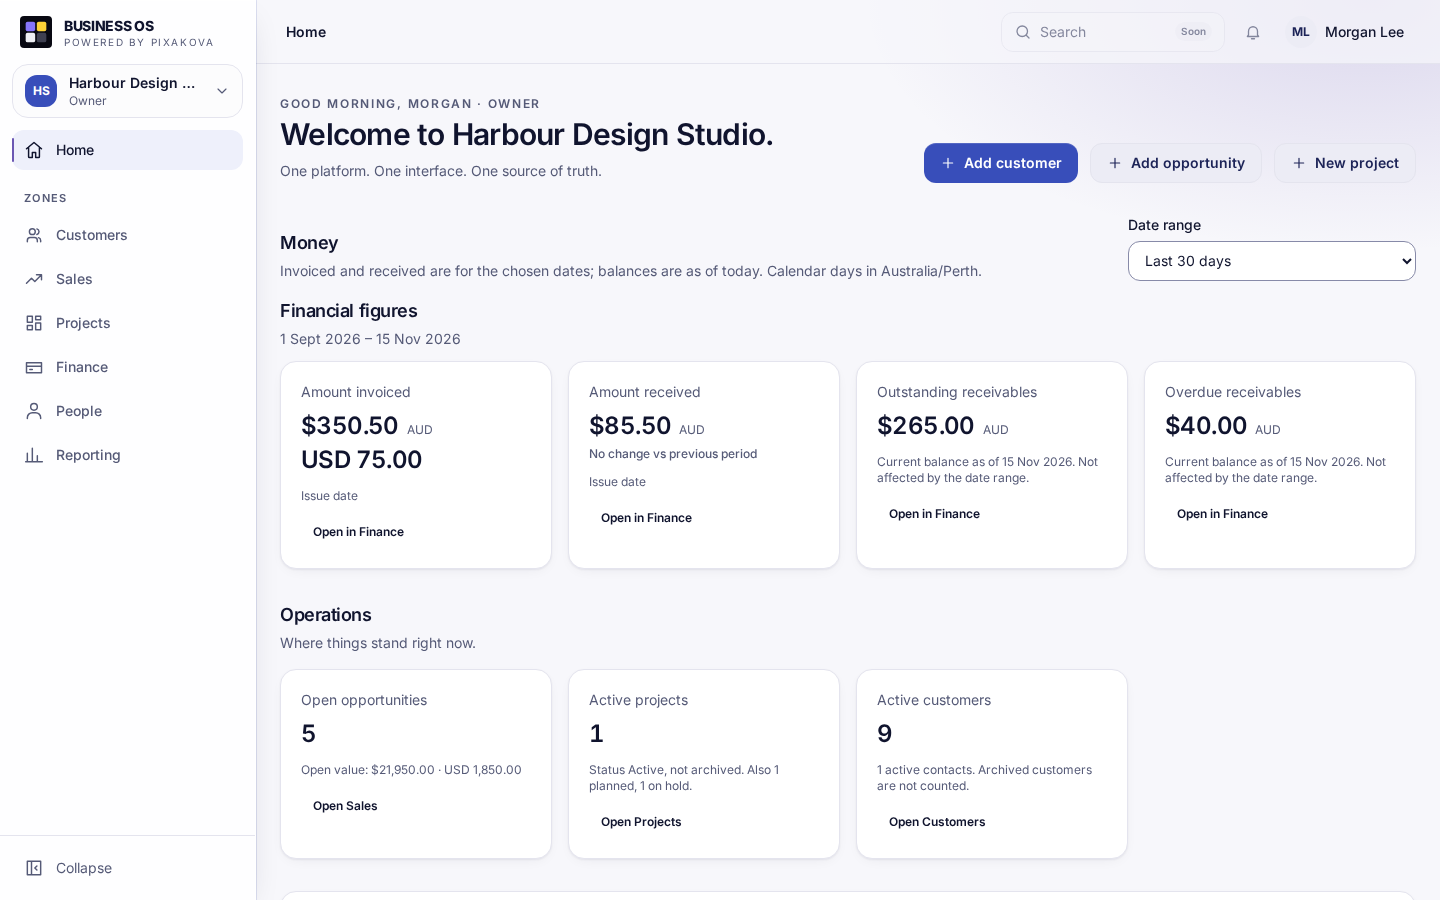 BUSINESS OS
POWERED BY PIXAKOVA
HS
Harbour Design ...
Owner
Home
ZONES
Customers
Sales
Projects
Finance
People
Reporting
Collapse
Home
Search
Soon
ML
Morgan Lee
GOOD MORNING, MORGAN · OWNER
Welcome to Harbour Design Studio.
One platform. One interface. One source of truth.
Add customer
Add opportunity
New project
Money
Invoiced and received are for the chosen dates; balances are as of today. Calendar days in Australia/Perth.
Date range
Last 30 days
Financial figures
1 Sept 2026 – 15 Nov 2026
Amount invoiced
$350.50 AUD
USD 75.00
Issue date
Open in Finance
Amount received
$85.50 AUD
No change vs previous period
Issue date
Open in Finance
Outstanding receivables
$265.00 AUD
Current balance as of 15 Nov 2026. Not
affected by the date range.
Open in Finance
Overdue receivables
$40.00 AUD
Current balance as of 15 Nov 2026. Not
affected by the date range.
Open in Finance
Operations
Where things stand right now.
Open opportunities
5
Open value: $21,950.00 · USD 1,850.00
Open Sales
Active projects
1
Status Active, not archived. Also 1
planned, 1 on hold.
Open Projects
Active customers
9
1 active contacts. Archived customers
are not counted.
Open Customers